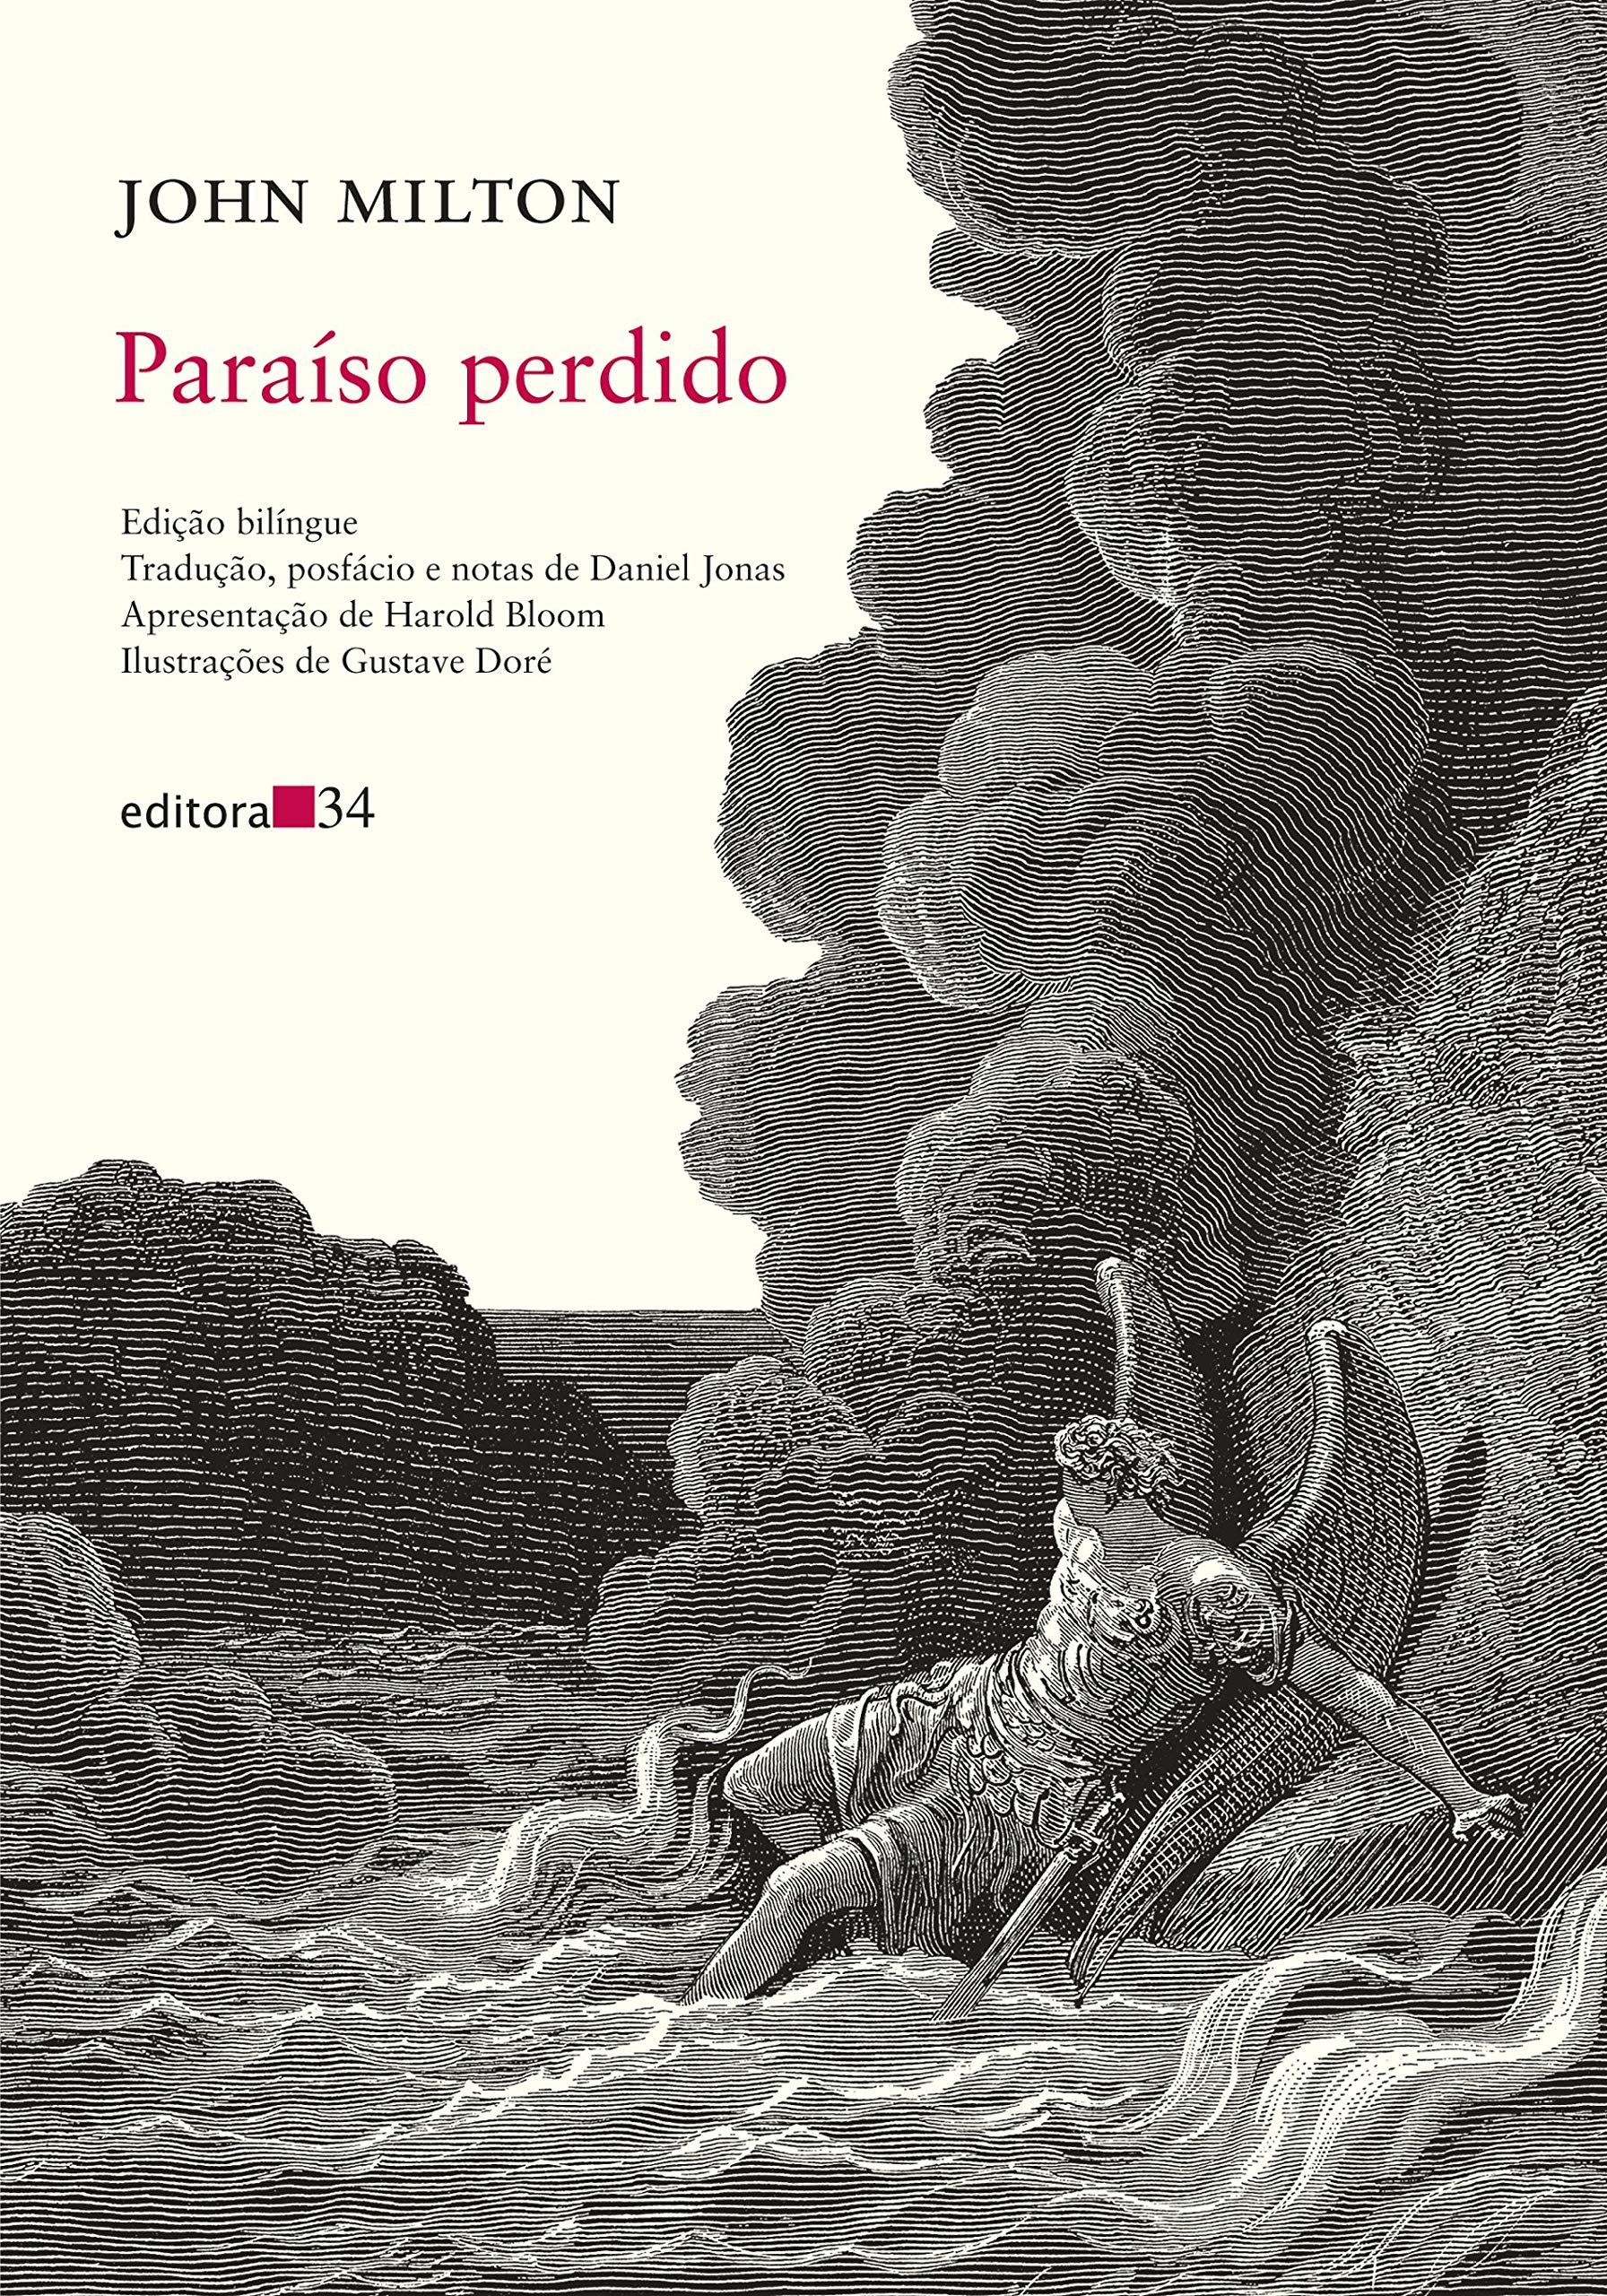 JOHN MILTON
Paraíso perdido
Edição bilíngue
Tradução, posfácio e notas de Daniel Jonas
Apresentação de Harold Bloom
Ilustrações de Gustave Doré
editora 34